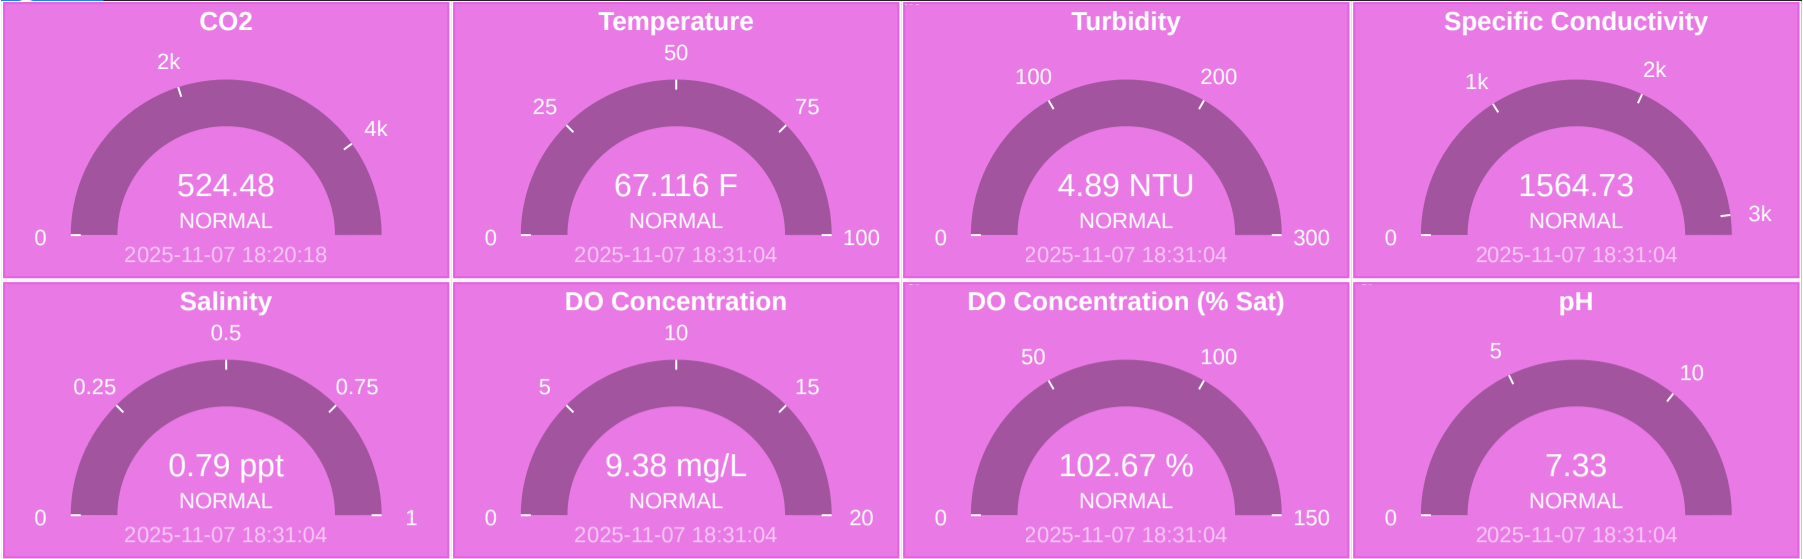 CO2
2k
4k
0
524.48
NORMAL
2025-11-07 18:20:18
Temperature
50
25
75
0
100
67.116 F
NORMAL
2025-11-07 18:31:04
Turbidity
100
200
0
300
4.89 NTU
NORMAL
2025-11-07 18:31:04
Specific Conductivity
1k
2k
3k
0
1564.73
NORMAL
2025-11-07 18:31:04
Salinity
0.5
0.25
0.75
0
1
0.79 ppt
NORMAL
2025-11-07 18:31:04
DO Concentration
10
5
15
0
20
9.38 mg/L
NORMAL
2025-11-07 18:31:04
DO Concentration (% Sat)
50
100
0
150
102.67 %
NORMAL
2025-11-07 18:31:04
pH
5
10
0
7.33
NORMAL
2025-11-07 18:31:04